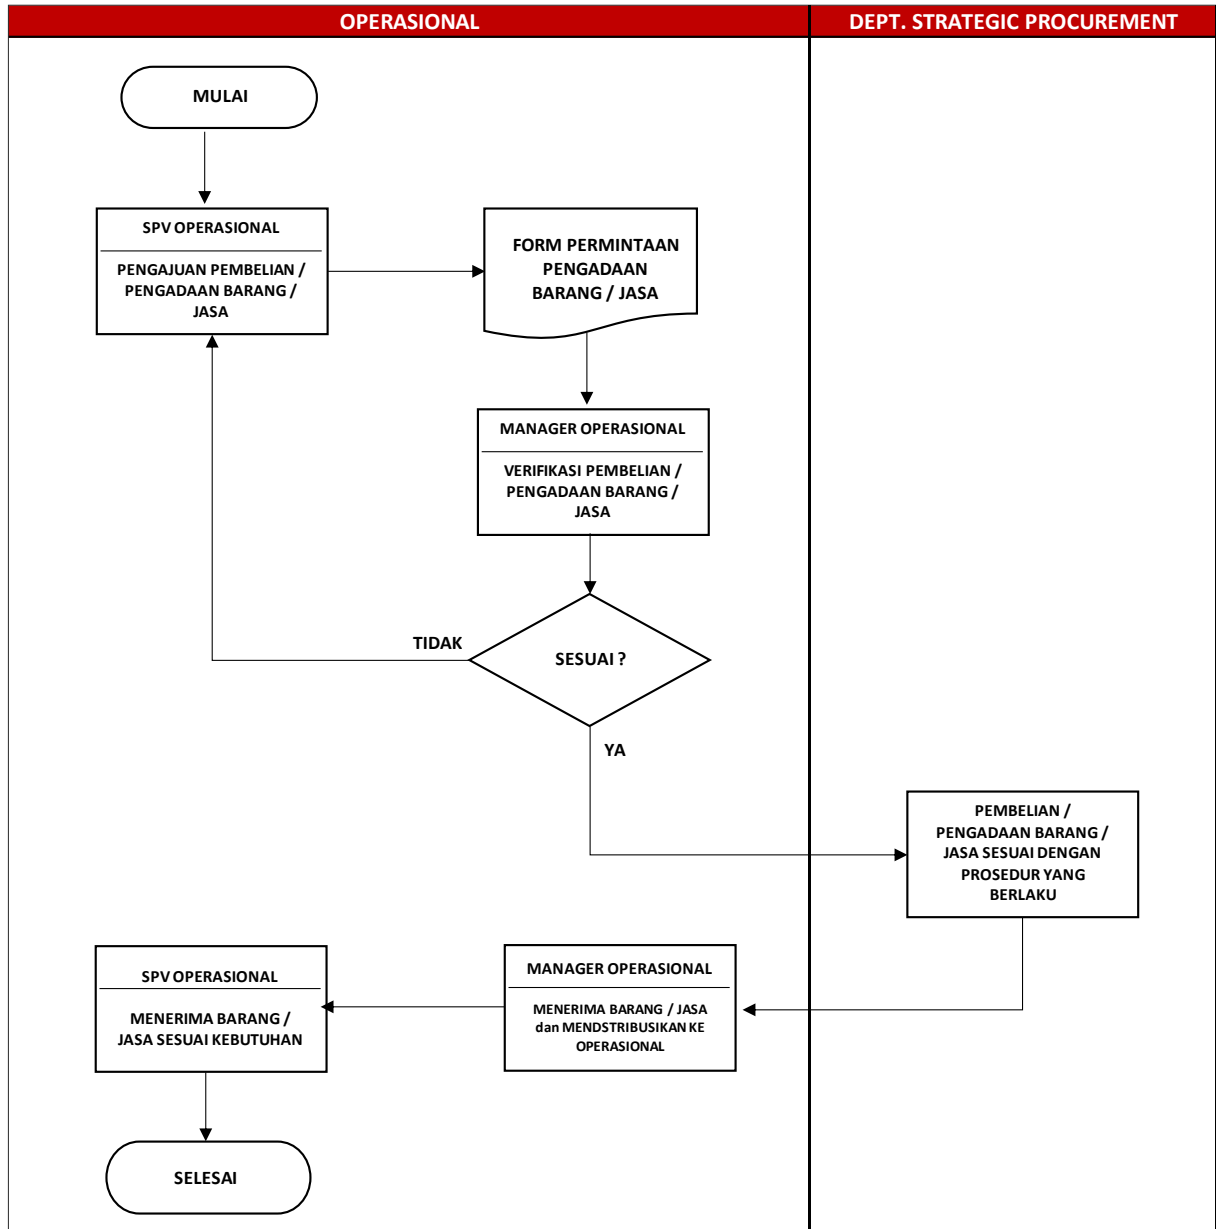 OPERASIONAL
DEPT. STRATEGIC PROCUREMENT
MULAI
SPV OPERASIONAL
PENGAJUAN PEMBELIAN /
PENGADAAN BARANG /
JASA
FORM PERMINTAAN
PENGADAAN
BARANG / JASA
MANAGER OPERASIONAL
VERIFIKASI PEMBELIAN /
PENGADAAN BARANG /
JASA
TIDAK
SESUAI ?
YA
PEMBELIAN /
PENGADAAN BARANG /
JASA SESUAI DENGAN
PROSEDUR YANG
BERLAKU
MANAGER OPERASIONAL
MENERIMA BARANG / JASA
dan MENDSTRIBUSIKAN KE
OPERASIONAL
SPV OPERASIONAL
MENERIMA BARANG /
JASA SESUAI KEBUTUHAN
SELESAI